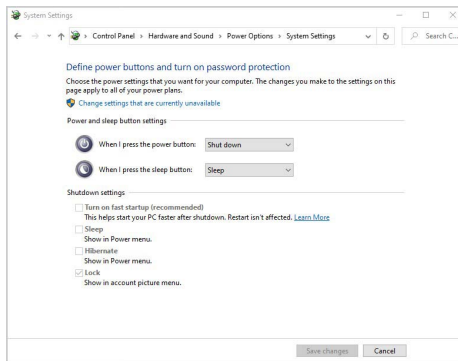 System Settings
Control Panel > Hardware and Sound > Power Options > System Settings
Search C...
Define power buttons and turn on password protection
Choose the power settings that you want for your computer. The changes you make to the settings on this
page apply to all of your power plans.
Change settings that are currently unavailable
Power and sleep button settings
When I press the power button: Shut down
When I press the sleep button: Sleep
Shutdown settings
Turn on fast startup (recommended)
This helps start your PC faster after shutdown. Restart isn't affected. Learn More
Sleep
Show in Power menu.
Hibernate
Show in Power menu.
Lock
Show in account picture menu.
Save changes Cancel